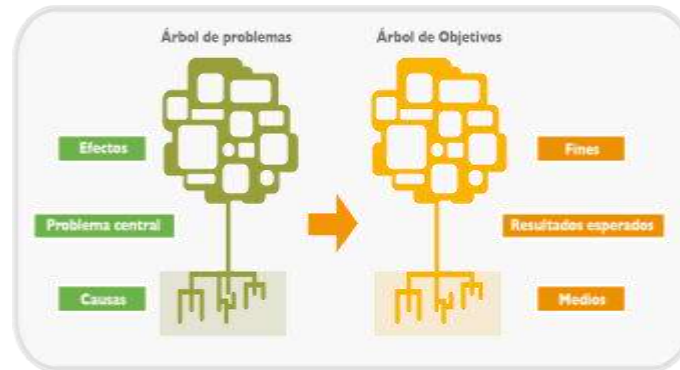 Árbol de problemas
Árbol de Objetivos
Efectos
Fines
Problema central
Resultados esperados
Causas
Medios